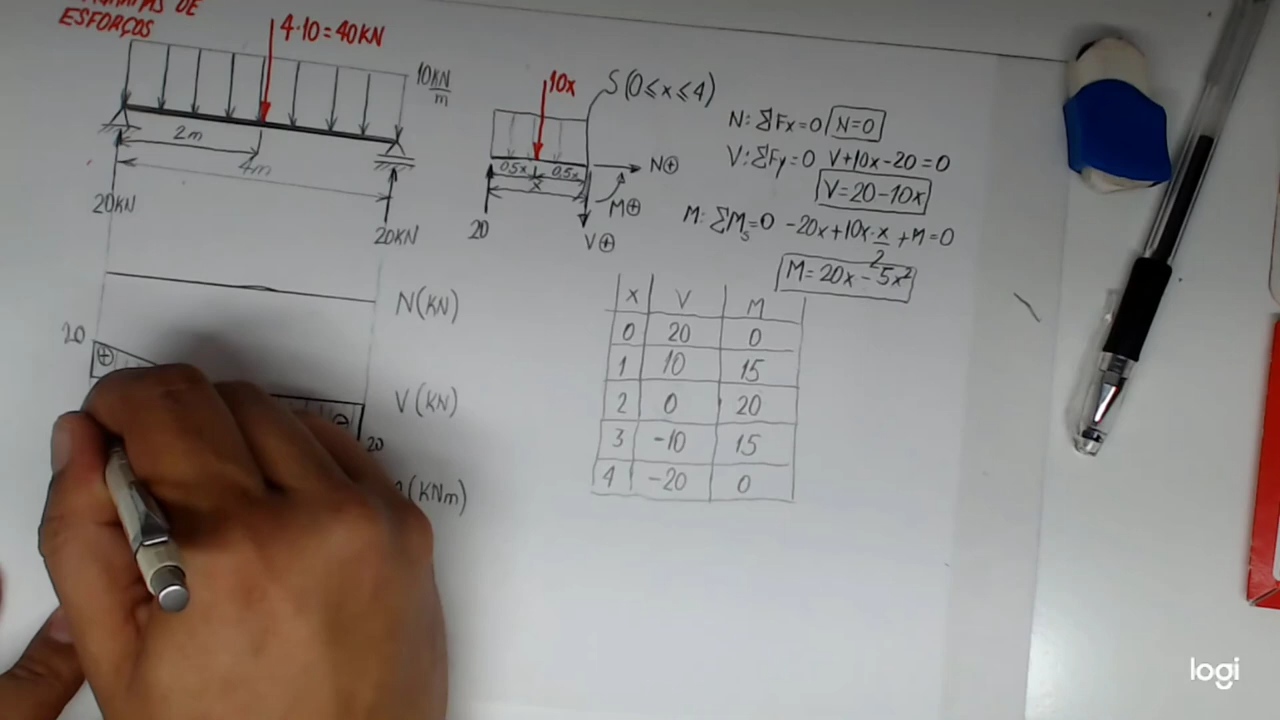 DE
ESFORÇOS
4·10=40KN
10KN/m
2m
4m
20KN
20KN
10x
S(0≤x≤4)
0,5x 0,5x
x
N⊕
M⊕
V⊕
20
N: ΣFx=0 N=0
V: ΣFy=0 V+10x-20=0
V=20-10x
M: ΣMs=0 -20x+10x·x/2+M=0
M=20x-5x²
N(KN)
20
⊕
V(KN)
⊖
20
(KNm)
x V M
0 20 0
1 10 15
2 0 20
3 -10 15
4 -20 0
logi